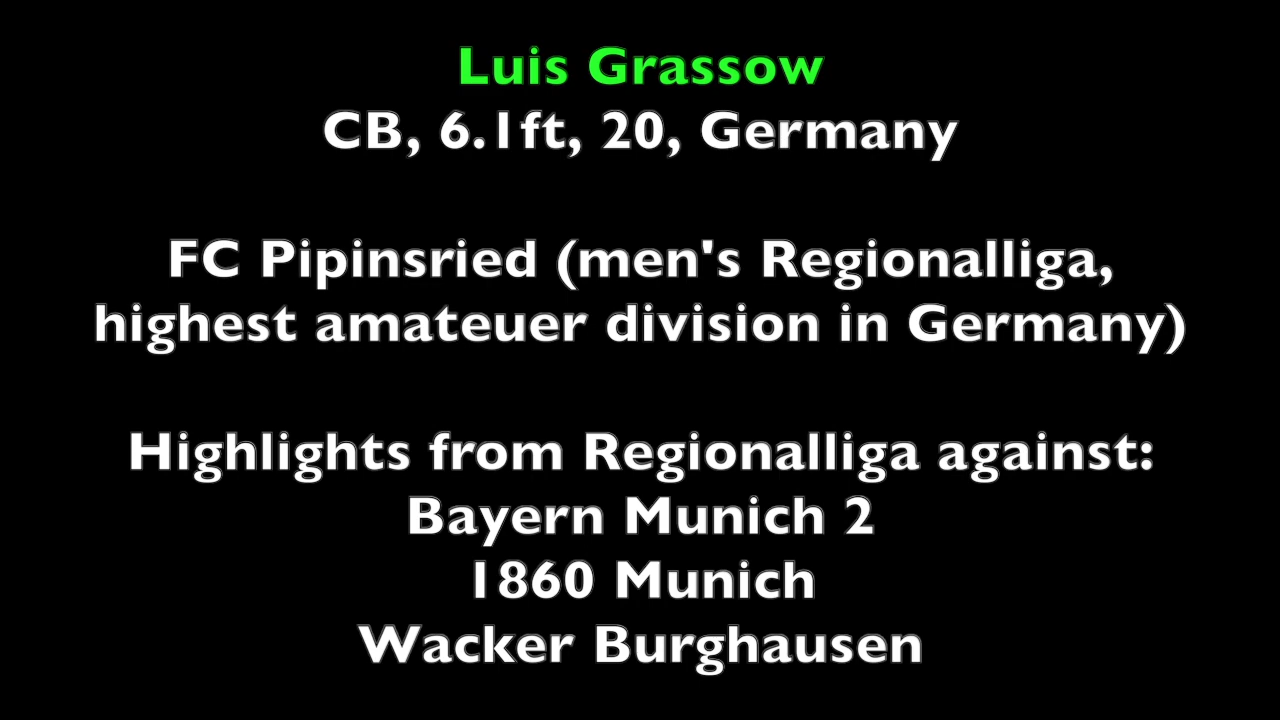 Luis Grassow
CB, 6.1ft, 20, Germany
FC Pipinsried (men's Regionalliga,
highest amateuer division in Germany)
Highlights from Regionalliga against:
Bayern Munich 2
1860 Munich
Wacker Burghausen